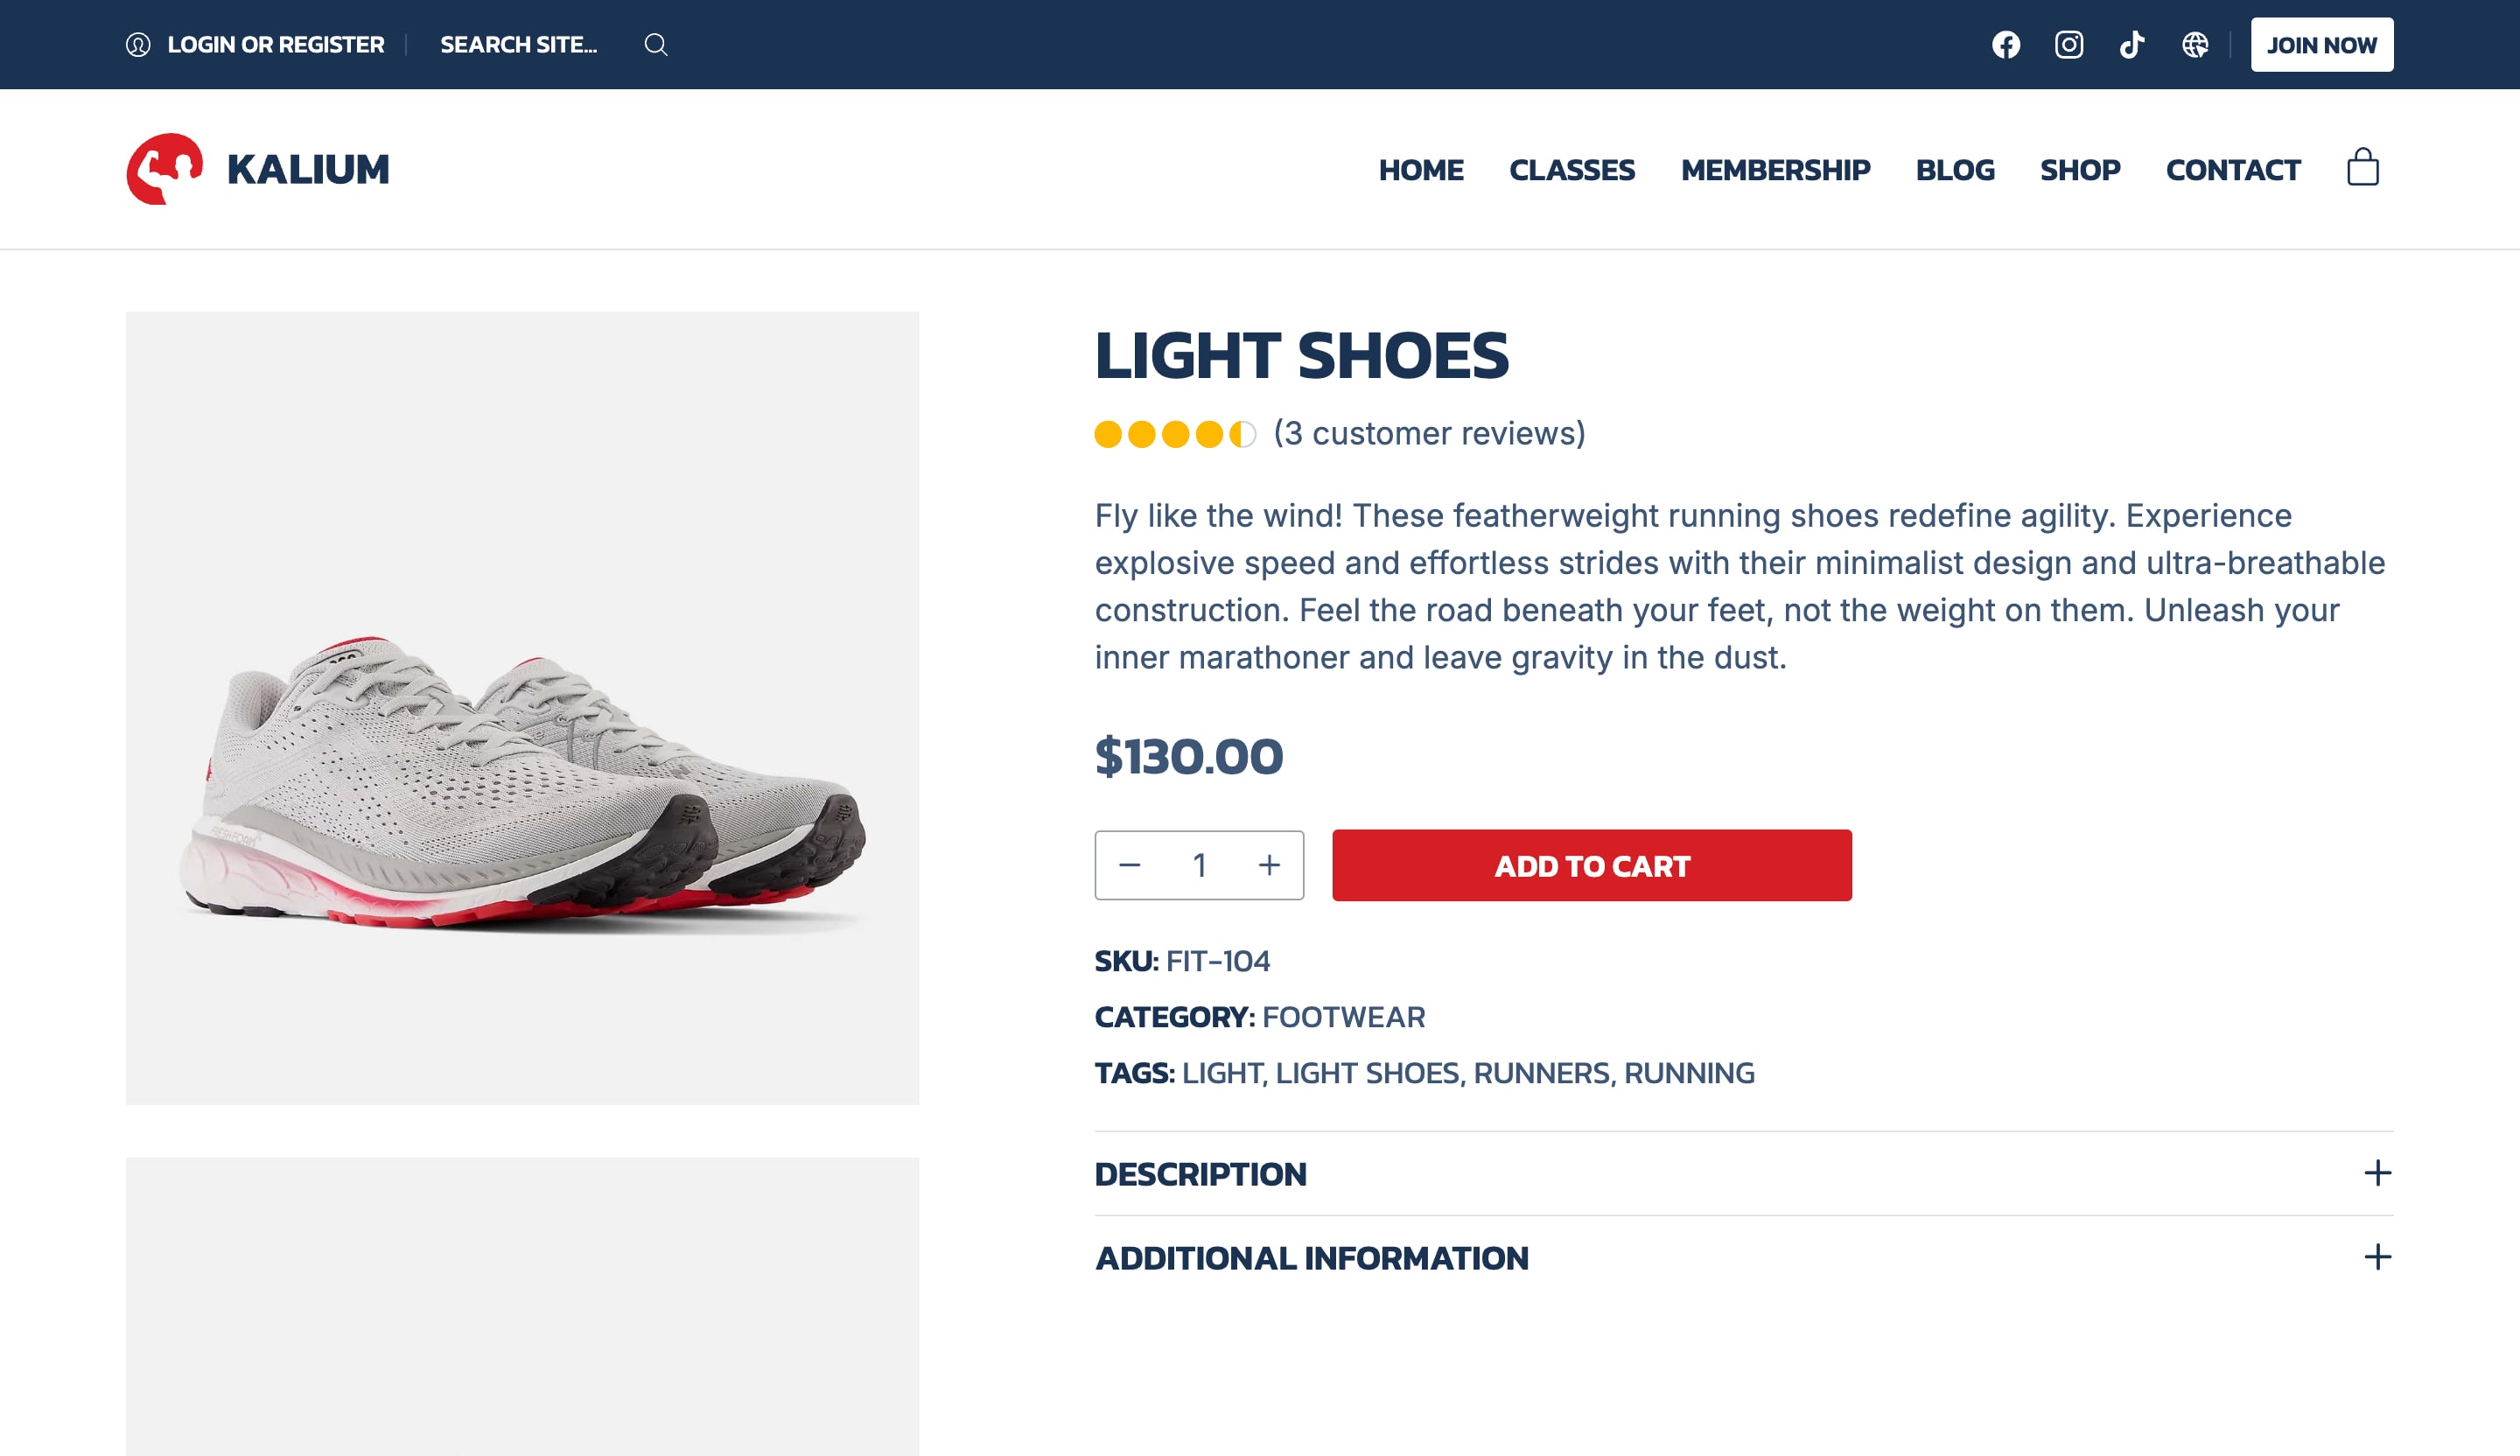 LOGIN OR REGISTER
SEARCH SITE...
JOIN NOW
KALIUM
HOME
CLASSES
MEMBERSHIP
BLOG
SHOP
CONTACT
LIGHT SHOES
(3 customer reviews)
Fly like the wind! These featherweight running shoes redefine agility. Experience
explosive speed and effortless strides with their minimalist design and ultra-breathable
construction. Feel the road beneath your feet, not the weight on them. Unleash your
inner marathoner and leave gravity in the dust.
$130.00
1
ADD TO CART
SKU: FIT-104
CATEGORY: FOOTWEAR
TAGS: LIGHT, LIGHT SHOES, RUNNERS, RUNNING
DESCRIPTION
ADDITIONAL INFORMATION